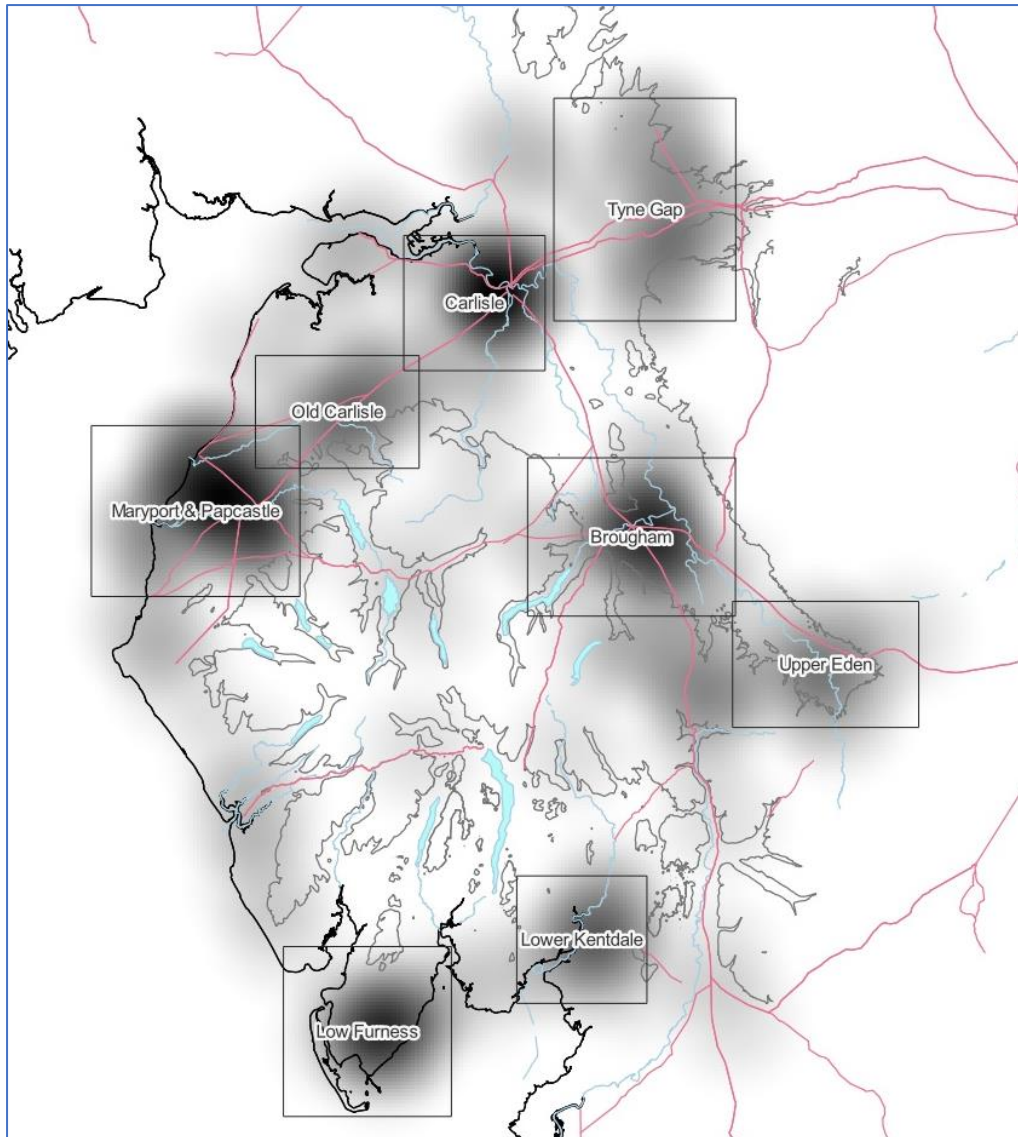 Tyne Gap
Carlisle
Old Carlisle
Maryport & Papcastle
Brougham
Upper Eden
Lower Kentdale
Low Furness